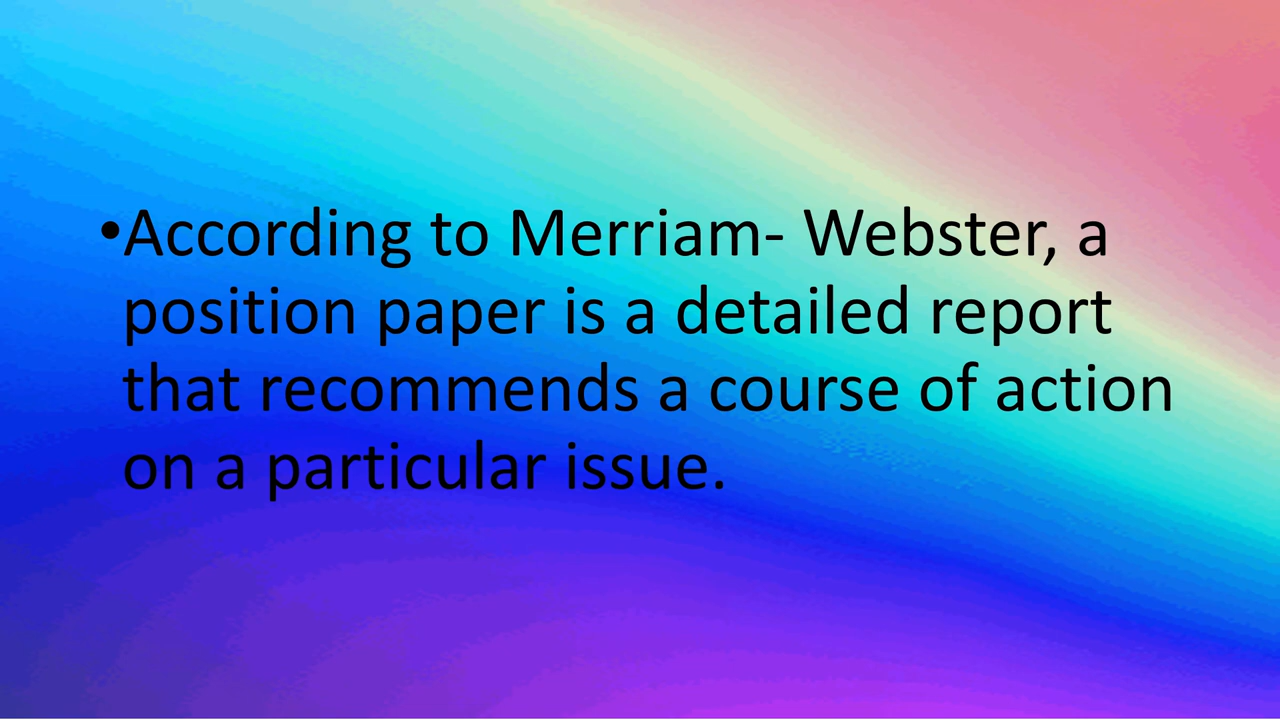 •According to Merriam- Webster, a
position paper is a detailed report
that recommends a course of action
on a particular issue.